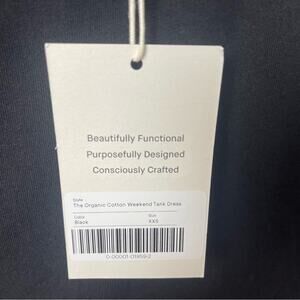 Beautifully Functional
Purposefully Designed
Consciously Crafted
Style
The Organic Cotton Weekend Tank Dress
Color Size
Black XXS
0-00001-01959-2